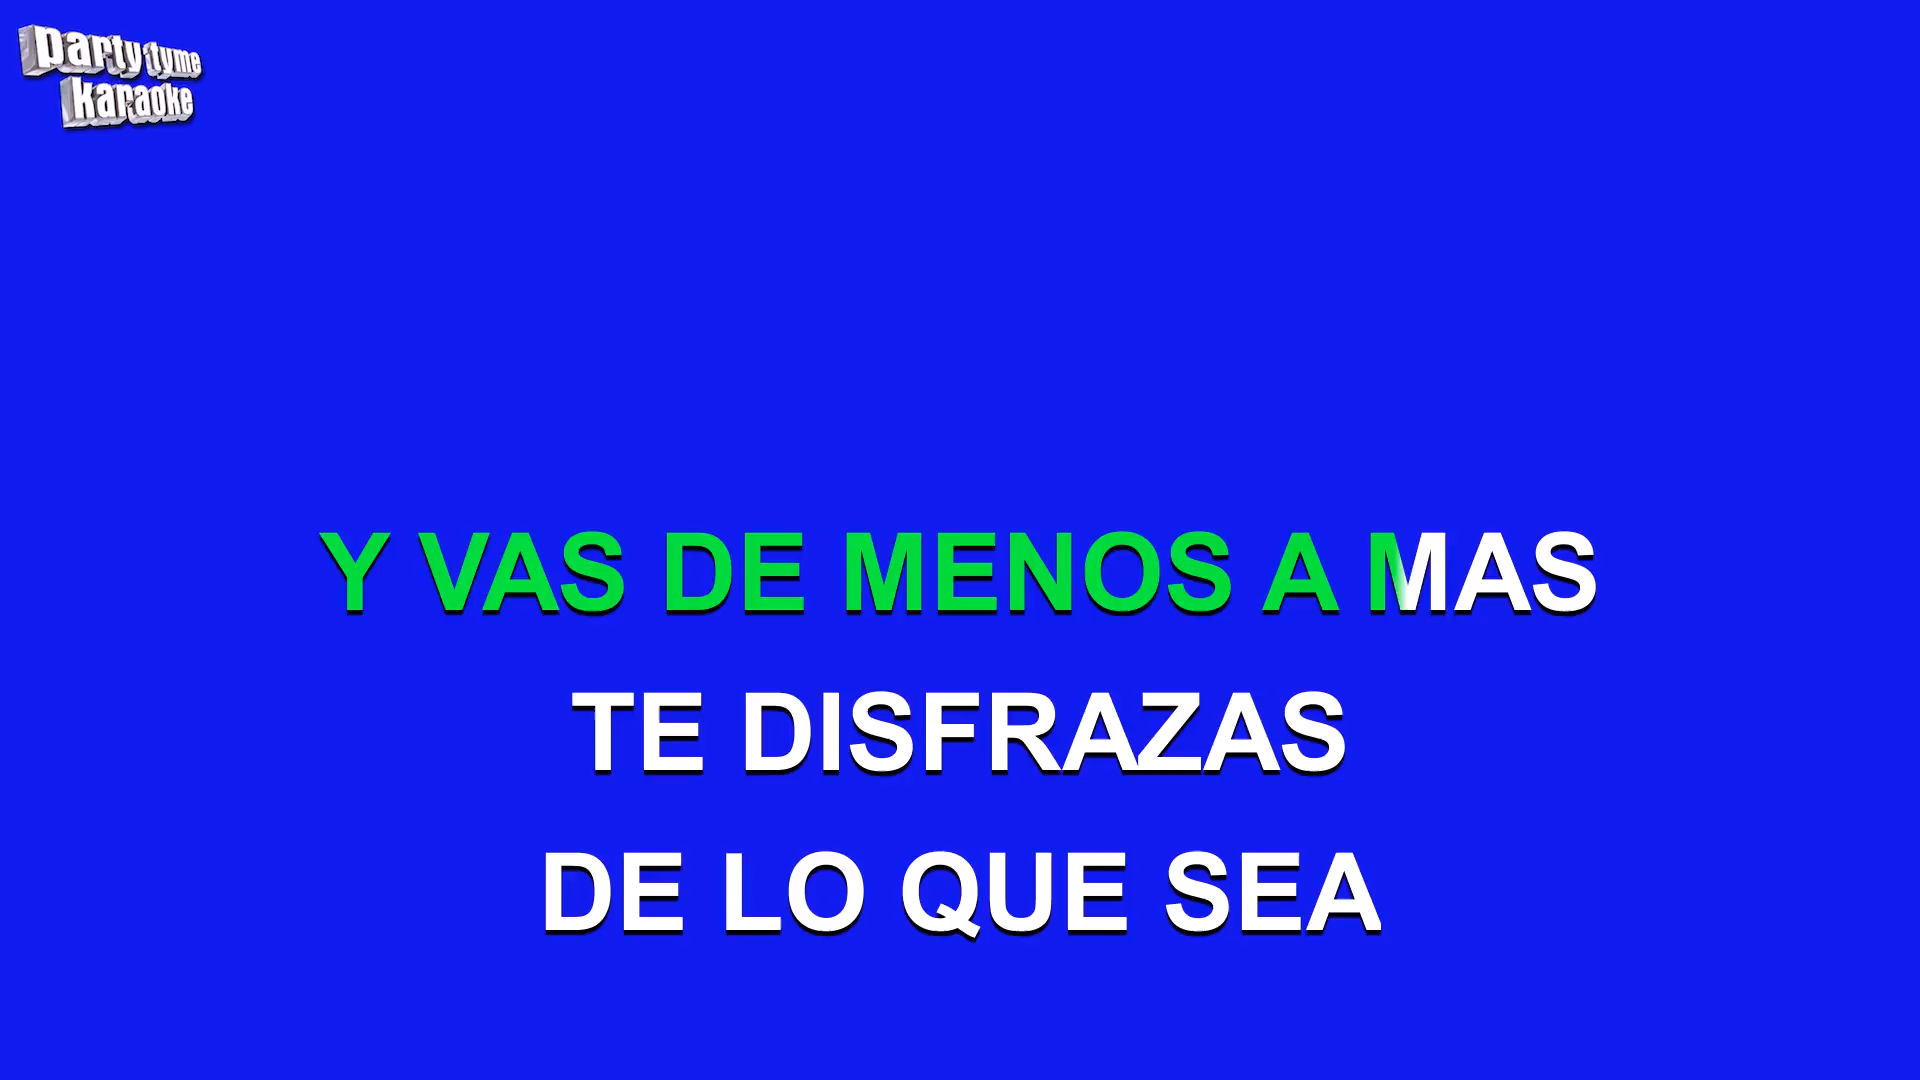 party tyme
karaoke
Y VAS DE MENOS A MAS
TE DISFRAZAS
DE LO QUE SEA